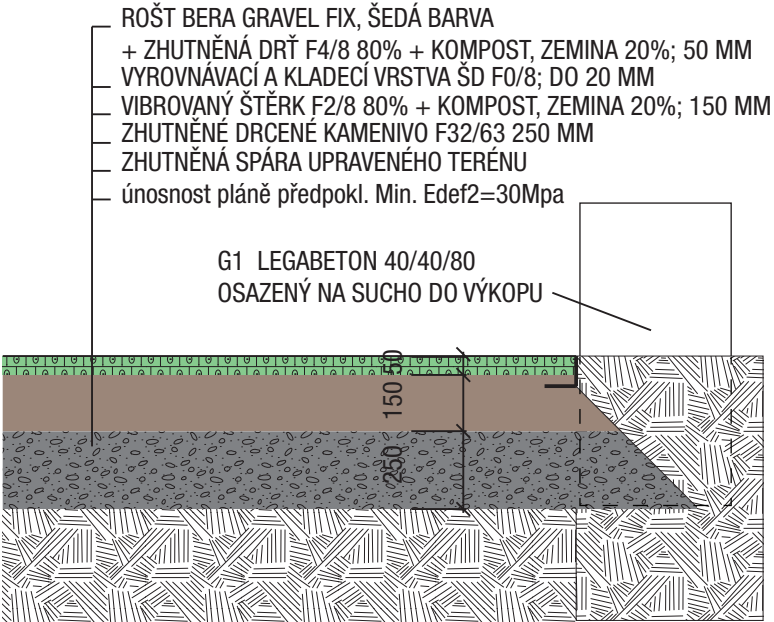 ROŠT BERA GRAVEL FIX, ŠEDÁ BARVA
+ ZHUTNĚNÁ DRŤ F4/8 80% + KOMPOST, ZEMINA 20%; 50 MM
VYROVNÁVACÍ A KLADECÍ VRSTVA ŠD F0/8; DO 20 MM
VIBROVANÝ ŠTĚRK F2/8 80% + KOMPOST, ZEMINA 20%; 150 MM
ZHUTNĚNÉ DRCENÉ KAMENIVO F32/63 250 MM
ZHUTNĚNÁ SPÁRA UPRAVENÉHO TERÉNU
únosnost pláně předpokl. Min. Edef2=30Mpa
G1 LEGABETON 40/40/80
OSAZENÝ NA SUCHO DO VÝKOPU
50
150
250